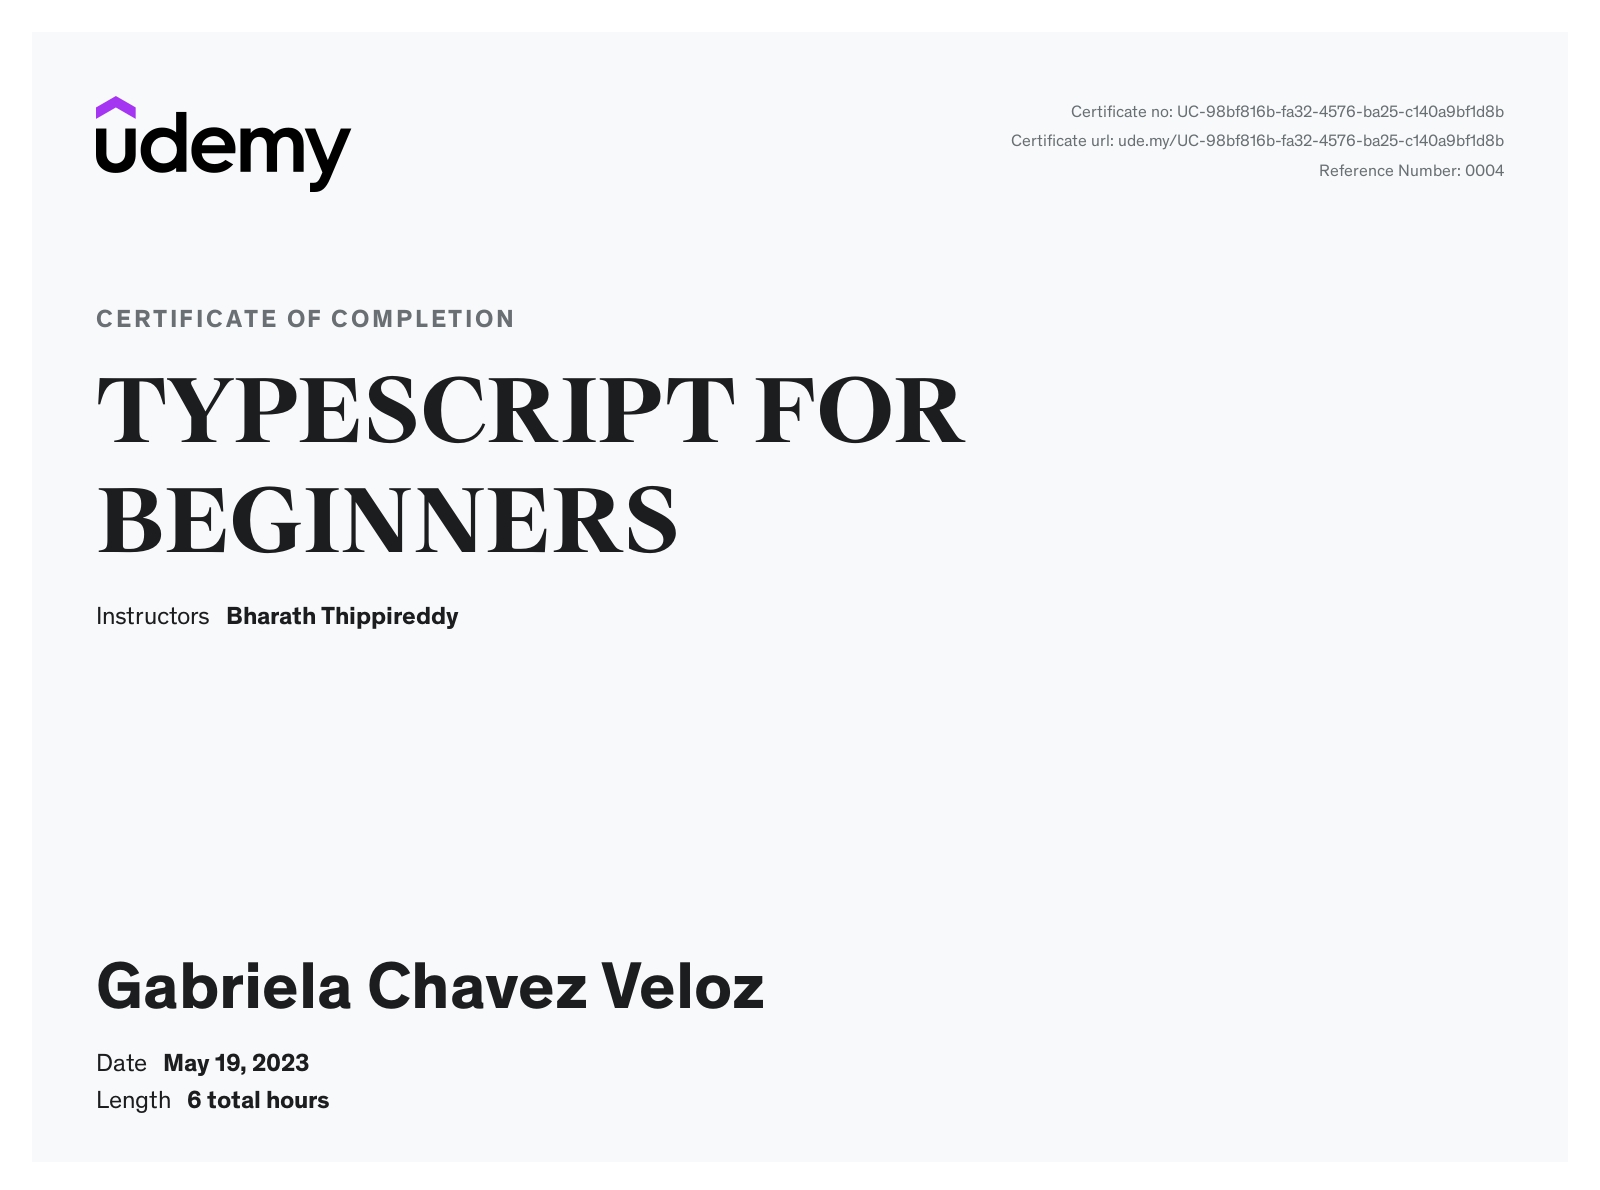 udemy
Certificate no: UC-98bf816b-fa32-4576-ba25-c140a9bf1d8b
Certificate url: ude.my/UC-98bf816b-fa32-4576-ba25-c140a9bf1d8b
Reference Number: 0004
CERTIFICATE OF COMPLETION
TYPESCRIPT FOR
BEGINNERS
Instructors Bharath Thippireddy
Gabriela Chavez Veloz
Date May 19, 2023
Length 6 total hours